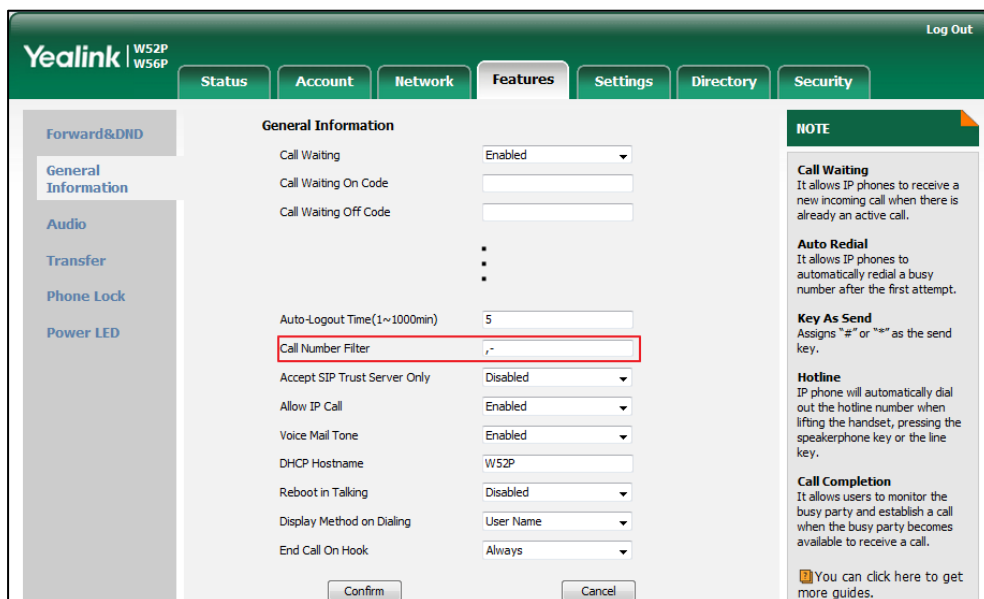 Log Out
Yealink | W52P
W56P
Status Account Network Features Settings Directory Security
Forward&DND
General
Information
Audio
Transfer
Phone Lock
Power LED
General Information
Call Waiting Enabled
Call Waiting On Code
Call Waiting Off Code
Auto-Logout Time(1~1000min) 5
Call Number Filter ,-
Accept SIP Trust Server Only Disabled
Allow IP Call Enabled
Voice Mail Tone Enabled
DHCP Hostname W52P
Reboot in Talking Disabled
Display Method on Dialing User Name
End Call On Hook Always
Confirm Cancel
NOTE
Call Waiting
It allows IP phones to receive a
new incoming call when there is
already an active call.
Auto Redial
It allows IP phones to
automatically redial a busy
number after the first attempt.
Key As Send
Assigns "#" or "*" as the send
key.
Hotline
IP phone will automatically dial
out the hotline number when
lifting the handset, pressing the
speakerphone key or the line
key.
Call Completion
It allows users to monitor the
busy party and establish a call
when the busy party becomes
available to receive a call.
You can click here to get
more guides.